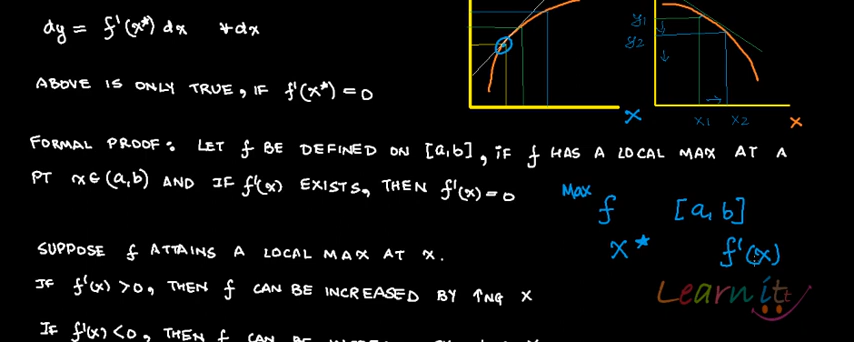 dy = f'(x*) dx ∀dx
ABOVE IS ONLY TRUE, IF f'(x*) = 0
FORMAL PROOF: LET f BE DEFINED ON [a,b], IF f HAS A LOCAL MAX AT A
PT x∈(a,b) AND IF f'(x) EXISTS, THEN f'(x) = 0
SUPPOSE f ATTAINS A LOCAL MAX AT x.
IF f'(x) >0, THEN f CAN BE INCREASED BY ↑NG x
IF f'(x) <0, THEN f CAN BE
x
y1
y2
x1 x2
x
Max f [a,b]
x* f'(x)
Learnitt